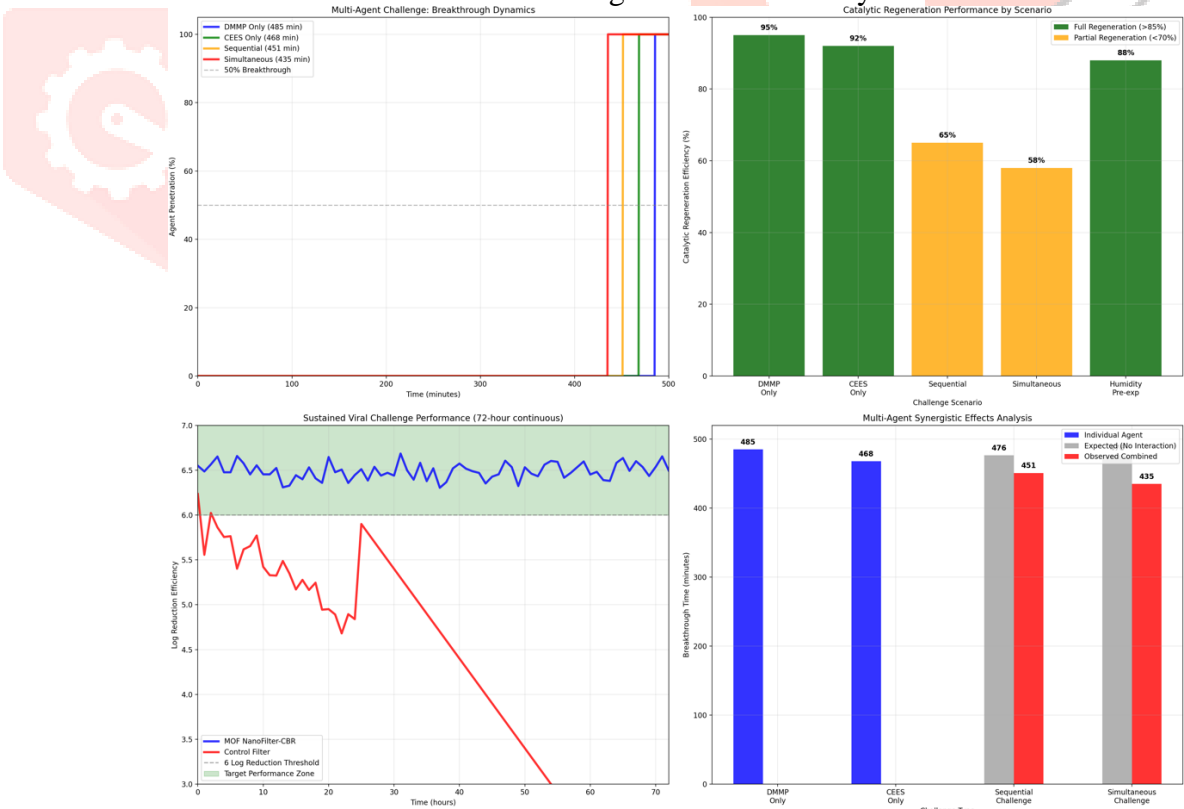 Multi-Agent Challenge: Breakthrough Dynamics
DMMP Only (485 min)
CEES Only (468 min)
Sequential (451 min)
Simultaneous (435 min)
50% Breakthrough
Agent Penetration (%)
100
80
60
40
20
0
0 100 200 300 400 500
Time (minutes)
Catalytic Regeneration Performance by Scenario
Full Regeneration (>85%)
Partial Regeneration (<70%)
Catalytic Regeneration Efficiency (%)
100
80
60
40
20
0
95%
92%
65%
58%
88%
DMMP CEES Sequential Simultaneous Humidity
Only Only Pre-exp
Challenge Scenario
Sustained Viral Challenge Performance (72-hour continuous)
Log Reduction Efficiency
7.0
6.5
6.0
5.5
5.0
4.5
4.0
3.5
3.0
MOF NanoFilter-CBR
Control Filter
6 Log Reduction Threshold
Target Performance Zone
0 10 20 30 40 50 60 70
Time (hours)
Multi-Agent Synergistic Effects Analysis
Individual Agent
Expected (No Interaction)
Observed Combined
Breakthrough Time (minutes)
500
400
300
200
100
0
485
468
476
451
435
DMMP CEES Sequential Simultaneous
Only Only Challenge Challenge